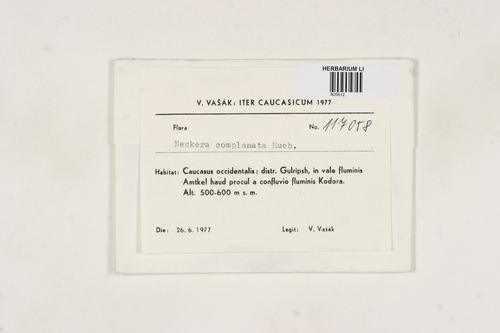 HERBARIUM LI
805612
V. VAŠÁK: ITER CAUCASICUM 1977
Flora No. 117058
Neckera complanata Hueb.
Habitat: Caucasus occidentalis: distr. Gulripsh, in vale fluminis
Amtkel haud procul a confluvio fluminis Kodora.
Alt. 500-600 m s. m.
Die: 26. 6. 1977 Legit: V. Vašák